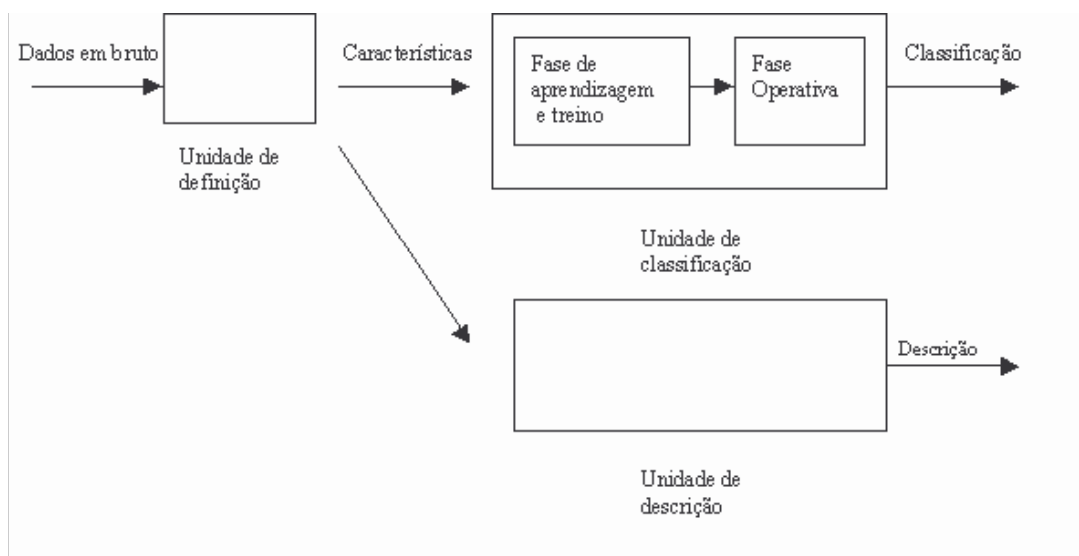 Dados em bruto
Características
Fase de
aprendizagem
e treino
Fase
Operativa
Classificação
Unidade de
definição
Unidade de
classificação
Descrição
Unidade de
descrição